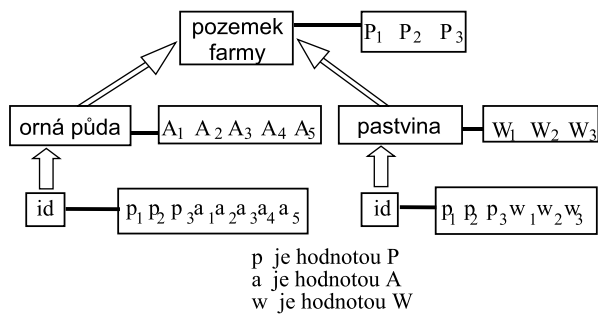 pozemek
farmy
P1 P2 P3
orná půda
A1 A2 A3 A4 A5
pastvina
W1 W2 W3
id
p1 p2 p3 a1 a2 a3 a4 a5
id
p1 p2 p3 w1 w2 w3
p je hodnotou P
a je hodnotou A
w je hodnotou W